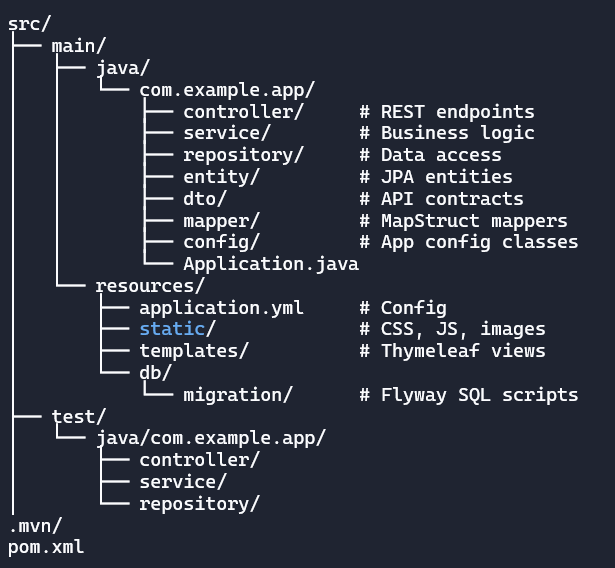 src/
├── main/
│   ├── java/
│   │   └── com.example.app/
│   │       ├── controller/     # REST endpoints
│   │       ├── service/        # Business logic
│   │       ├── repository/     # Data access
│   │       ├── entity/         # JPA entities
│   │       ├── dto/            # API contracts
│   │       ├── mapper/         # MapStruct mappers
│   │       ├── config/         # App config classes
│   │       └── Application.java
│   └── resources/
│       ├── application.yml     # Config
│       ├── static/             # CSS, JS, images
│       ├── templates/          # Thymeleaf views
│       └── db/
│           └── migration/      # Flyway SQL scripts
├── test/
│   └── java/com.example.app/
│       ├── controller/
│       ├── service/
│       └── repository/
.mvn/
pom.xml